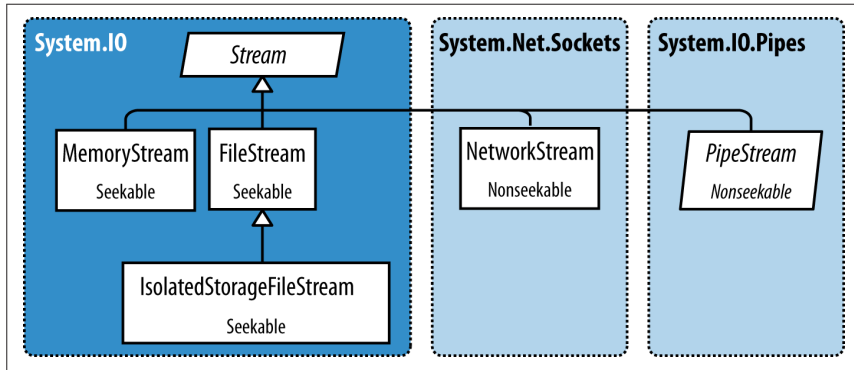 System.IO
Stream
System.Net.Sockets
System.IO.Pipes
MemoryStream
Seekable
FileStream
Seekable
NetworkStream
Nonseekable
PipeStream
Nonseekable
IsolatedStorageFileStream
Seekable